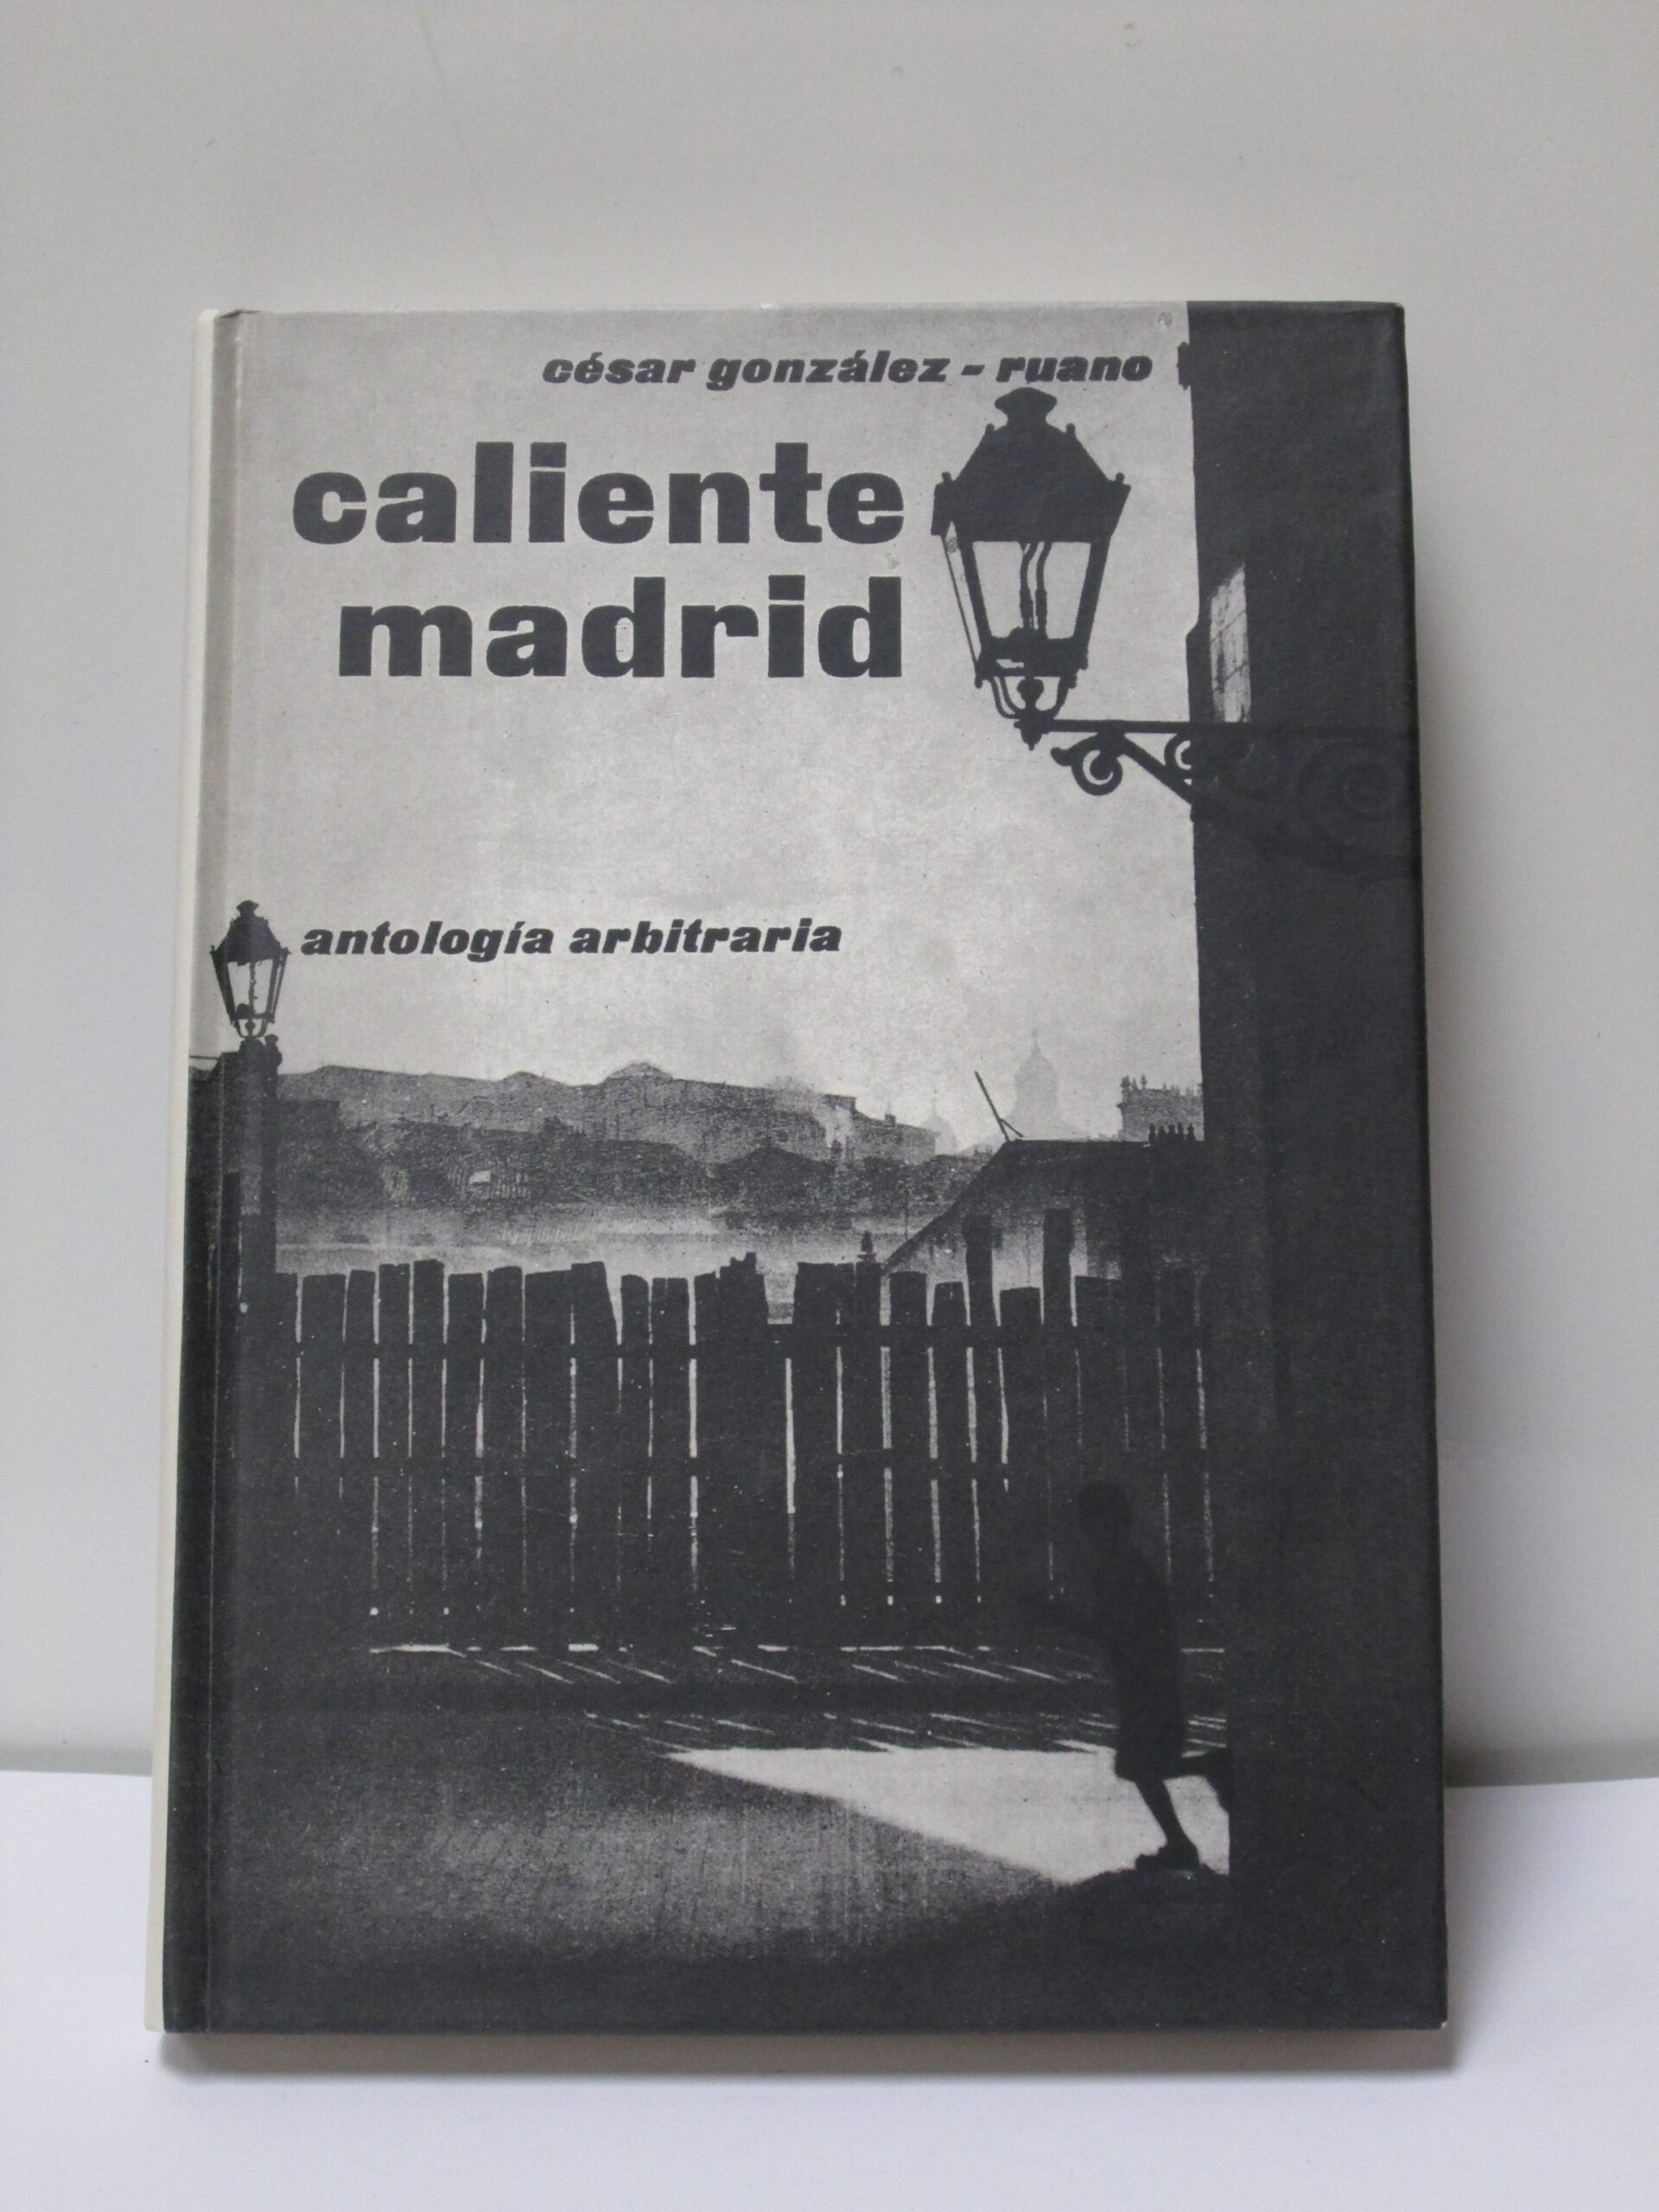 césar gonzález - ruano
caliente
madrid
antología arbitraria